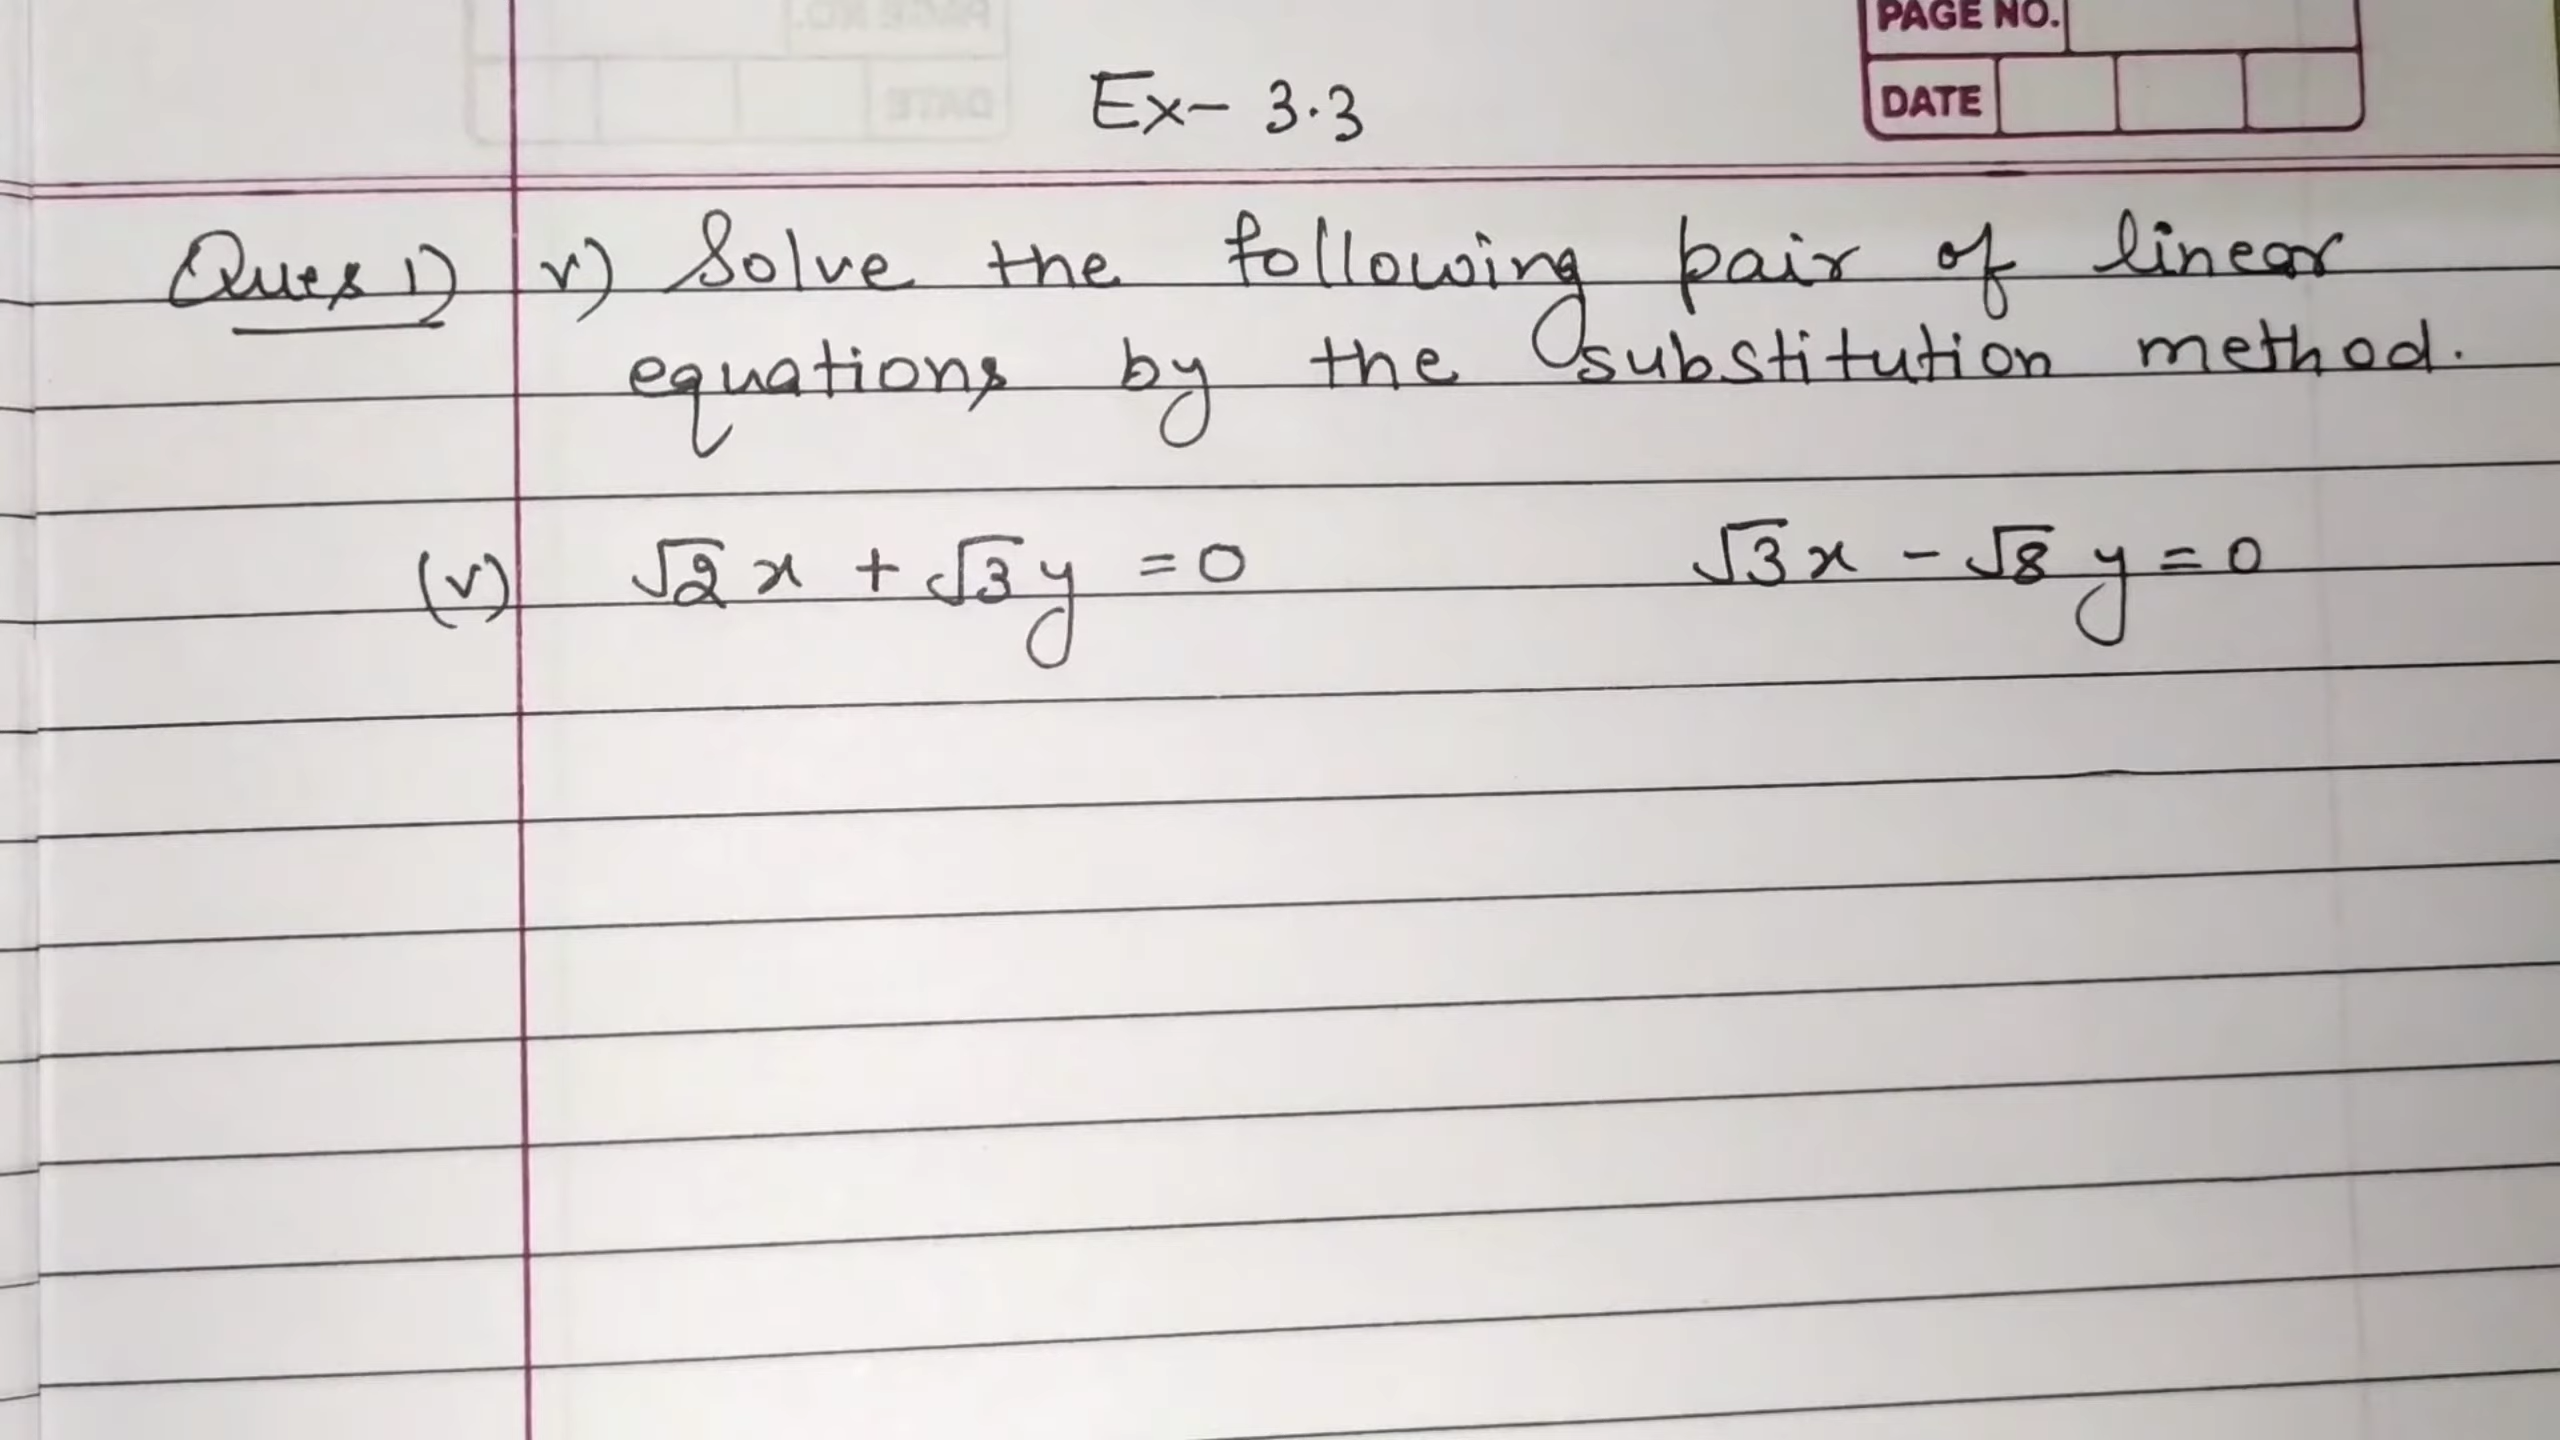 PAGE NO.
DATE
Ex- 3.3
Ques 1) v) Solve the following pair of linear
equations by the substitution method.
(v) √2 x + √3 y = 0 √3 x - √8 y = 0